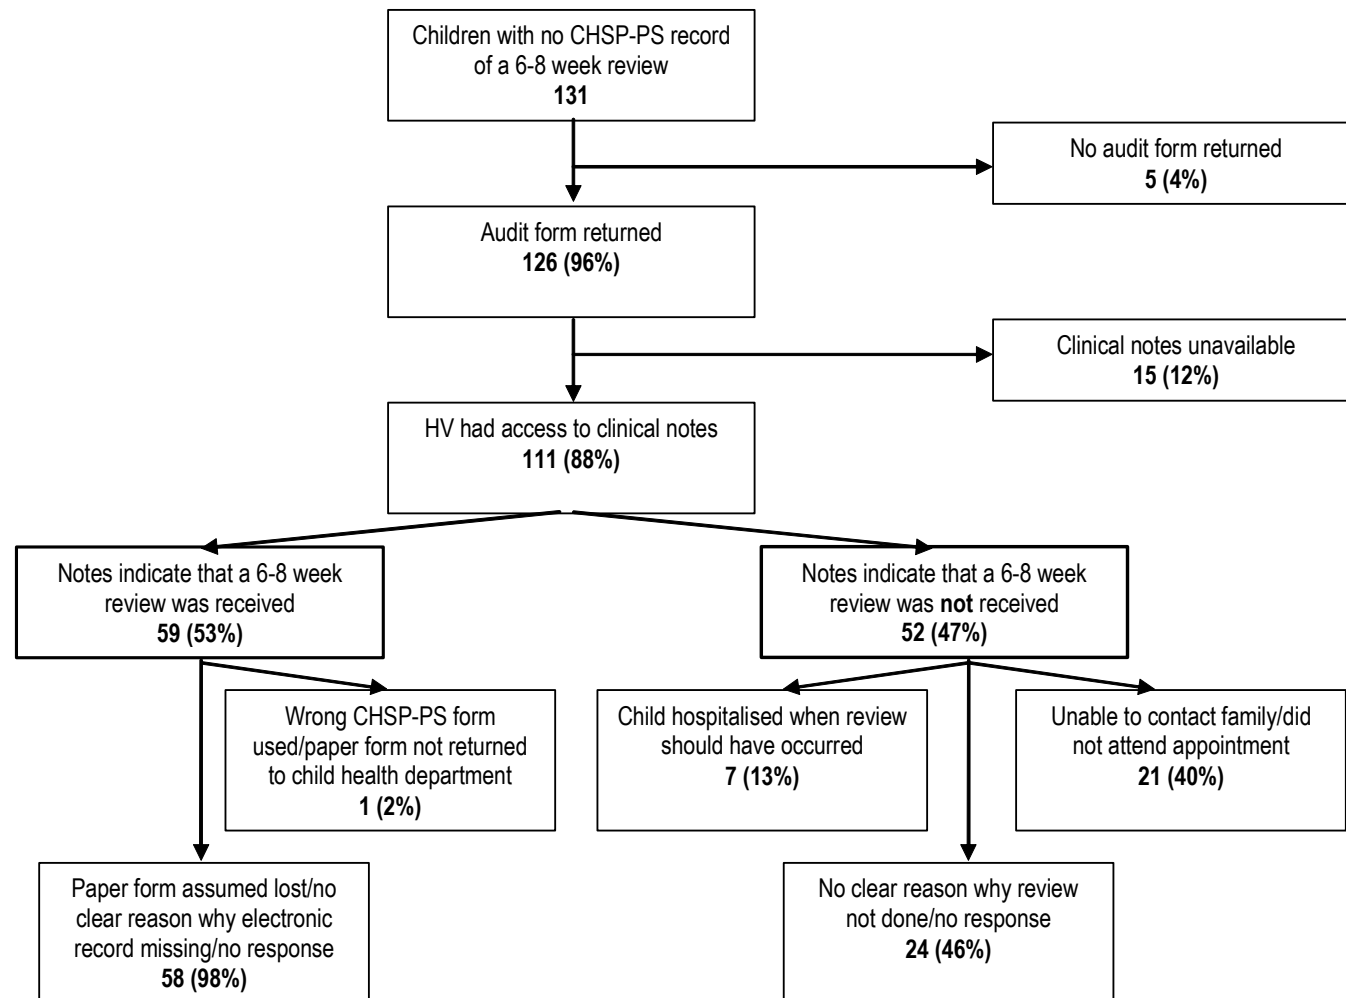 Children with no CHSP-PS record
of a 6-8 week review
131
No audit form returned
5 (4%)
Audit form returned
126 (96%)
Clinical notes unavailable
15 (12%)
HV had access to clinical notes
111 (88%)
Notes indicate that a 6-8 week
review was received
59 (53%)
Notes indicate that a 6-8 week
review was not received
52 (47%)
Wrong CHSP-PS form
used/paper form not returned
to child health department
1 (2%)
Child hospitalised when review
should have occurred
7 (13%)
Unable to contact family/did
not attend appointment
21 (40%)
Paper form assumed lost/no
clear reason why electronic
record missing/no response
58 (98%)
No clear reason why review
not done/no response
24 (46%)